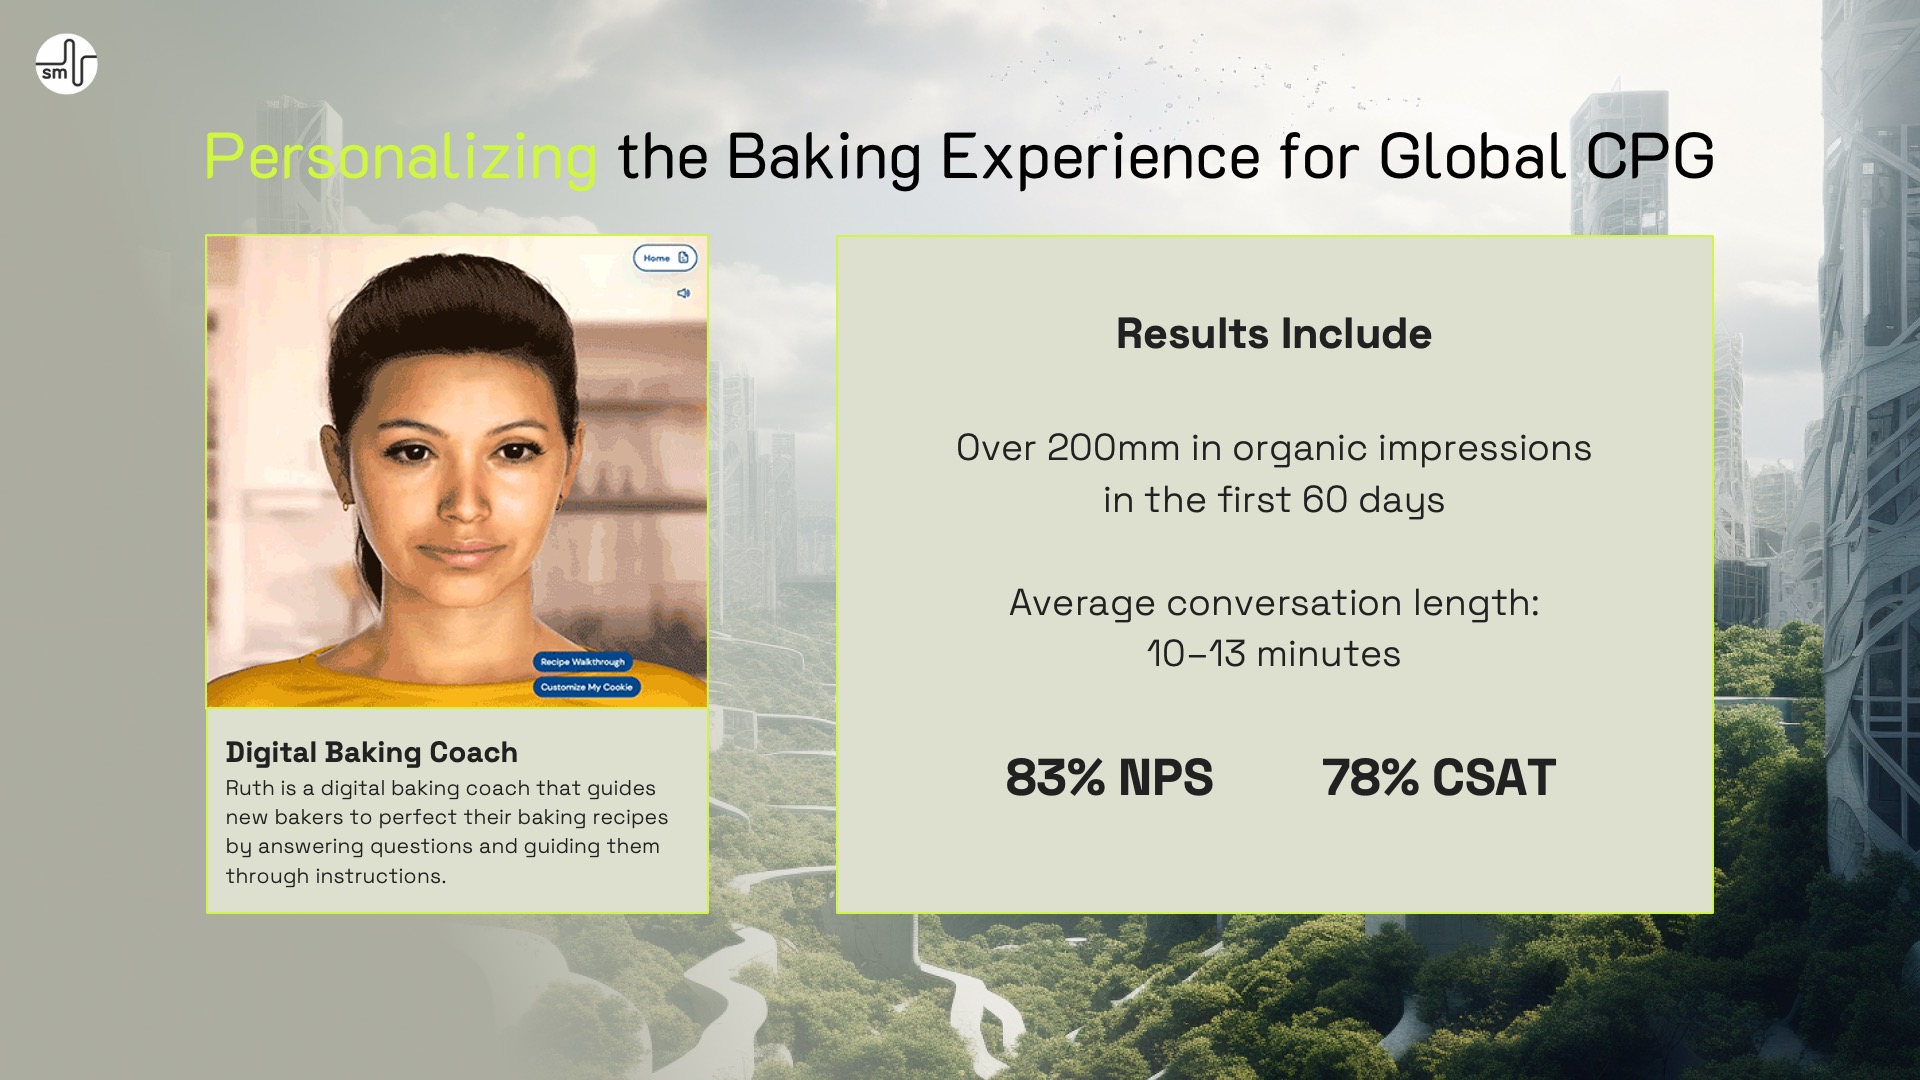 sm
Personalizing the Baking Experience for Global CPG
Home
Recipe Walkthrough
Customize My Cookie
Digital Baking Coach
Ruth is a digital baking coach that guides
new bakers to perfect their baking recipes
by answering questions and guiding them
through instructions.
Results Include
Over 200mm in organic impressions
in the first 60 days
Average conversation length:
10–13 minutes
83% NPS 78% CSAT